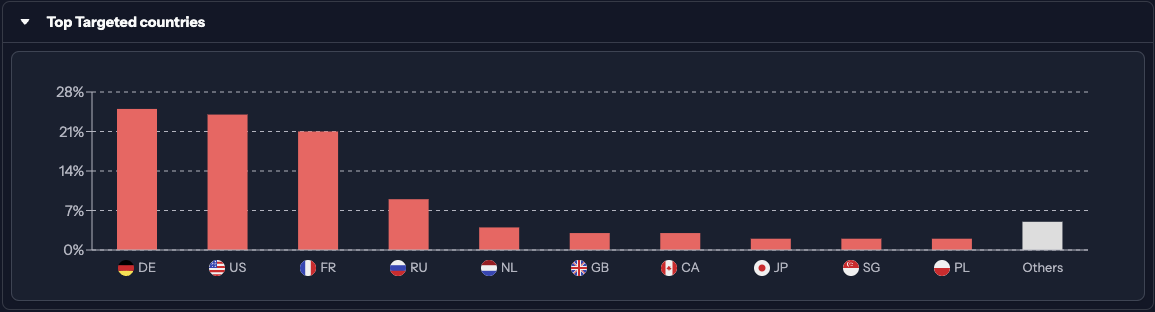 Top Targeted countries
28%
21%
14%
7%
0%
DE US FR RU NL GB CA JP SG PL Others